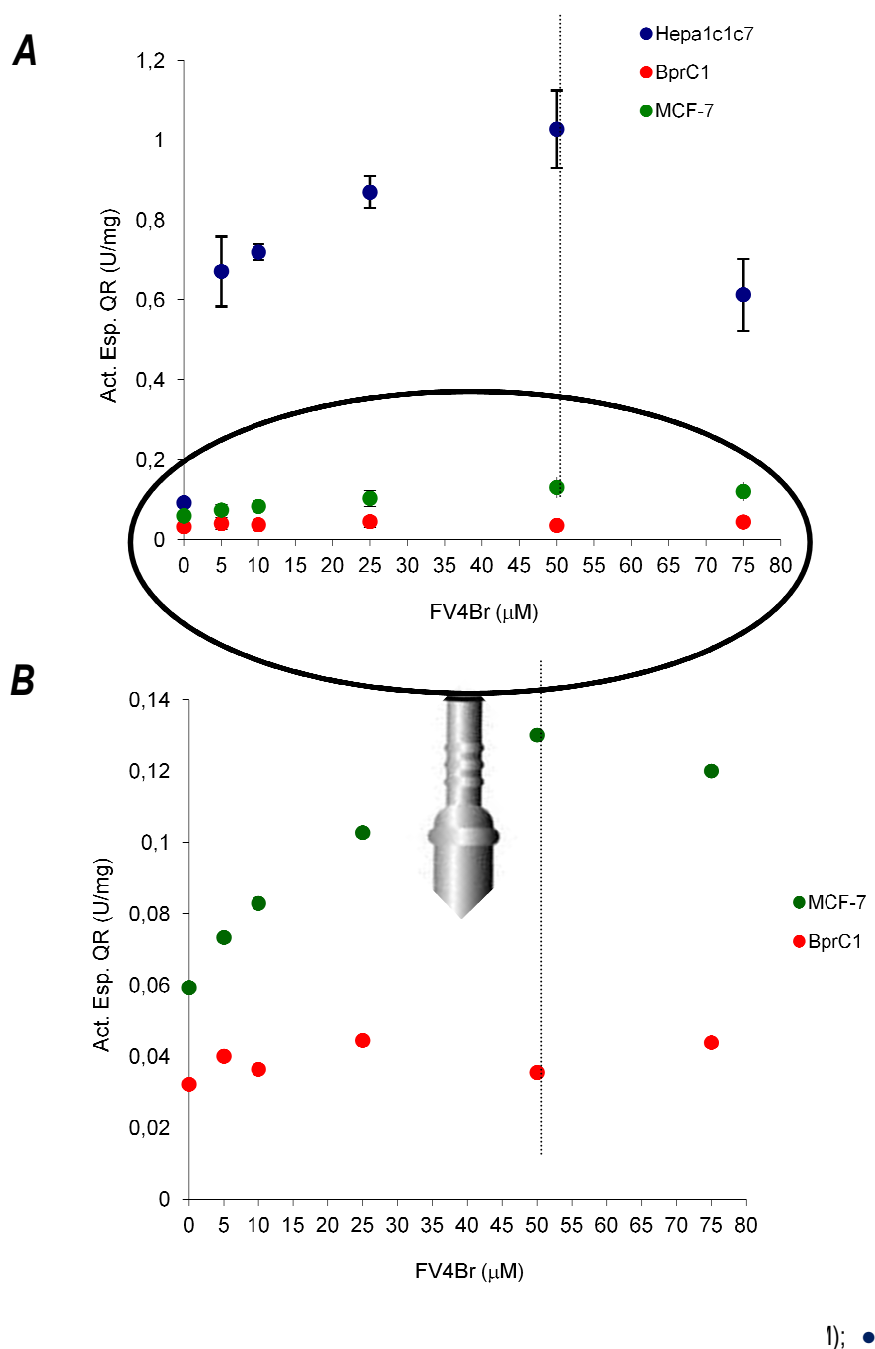 A
Hepa1c1c7
BprC1
MCF-7
1,2
1
0,8
0,6
0,4
0,2
0
Act. Esp. QR (U/mg)
0 5 10 15 20 25 30 35 40 45 50 55 60 65 70 75 80
FV4Br (μM)
B
0,14
0,12
0,1
0,08
0,06
0,04
0,02
0
Act. Esp. QR (U/mg)
MCF-7
BprC1
0 5 10 15 20 25 30 35 40 45 50 55 60 65 70 75 80
FV4Br (μM)
);